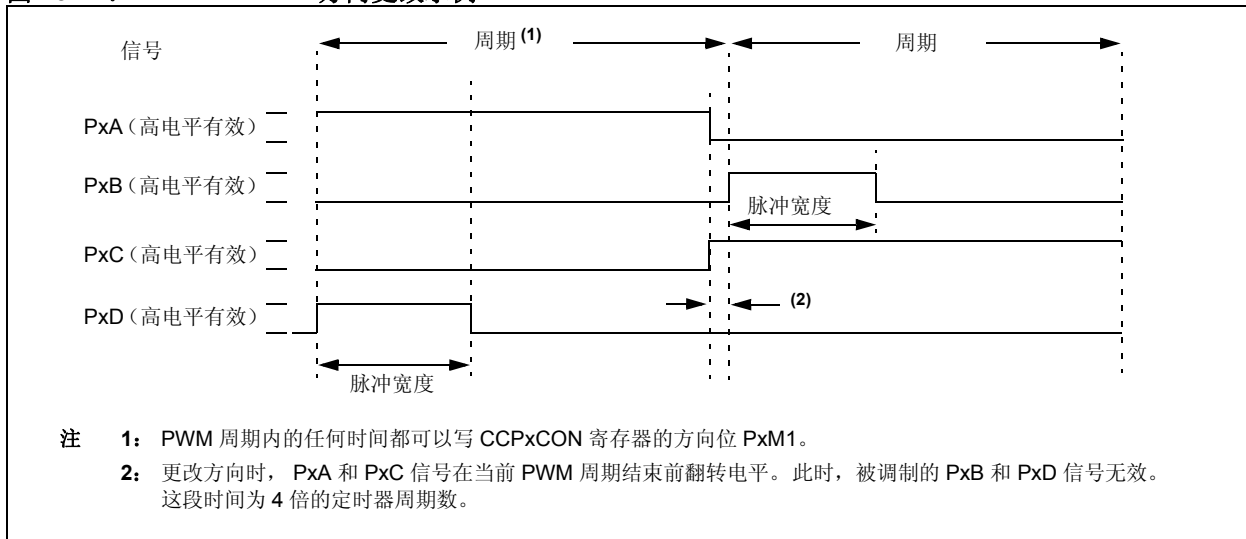 信号
周期 (1)
周期
PxA（高电平有效）
PxB（高电平有效）
脉冲宽度
PxC（高电平有效）
(2)
PxD（高电平有效）
脉冲宽度
注 1： PWM 周期内的任何时间都可以写 CCPxCON 寄存器的方向位 PxM1。
2： 更改方向时， PxA 和 PxC 信号在当前 PWM 周期结束前翻转电平。此时，被调制的 PxB 和 PxD 信号无效。
这段时间为 4 倍的定时器周期数。